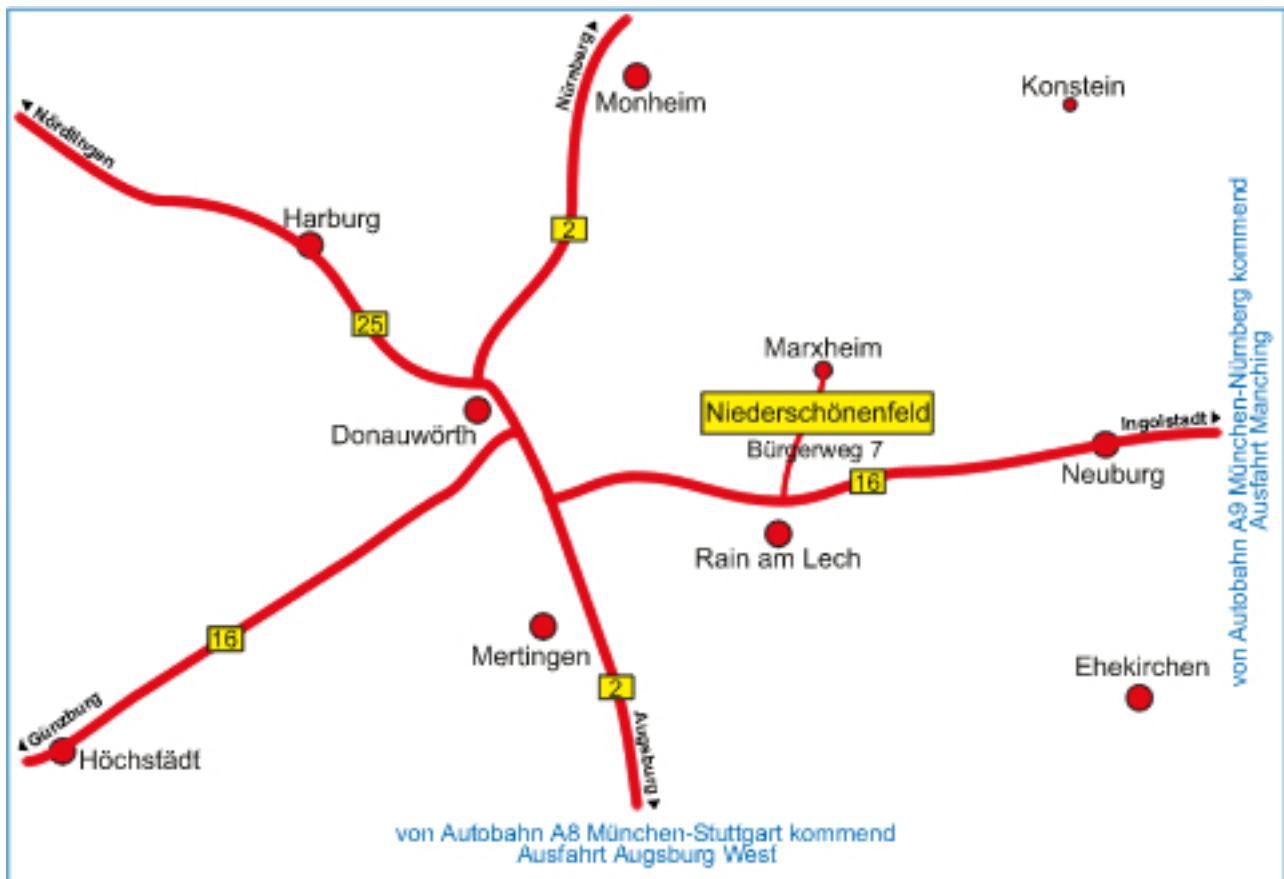 Nürnberg
Monheim
Konstein
Nördlingen
Harburg
2
25
Marxheim
Niederschönenfeld
Bürgerweg 7
Donauwörth
Ingolstadt
Neuburg
16
Rain am Lech
16
Mertingen
2
Ehekirchen
Günzburg
Höchstädt
Augsburg
von Autobahn A9 München-Nürnberg kommend
Ausfahrt Manching
von Autobahn A8 München-Stuttgart kommend
Ausfahrt Augsburg West